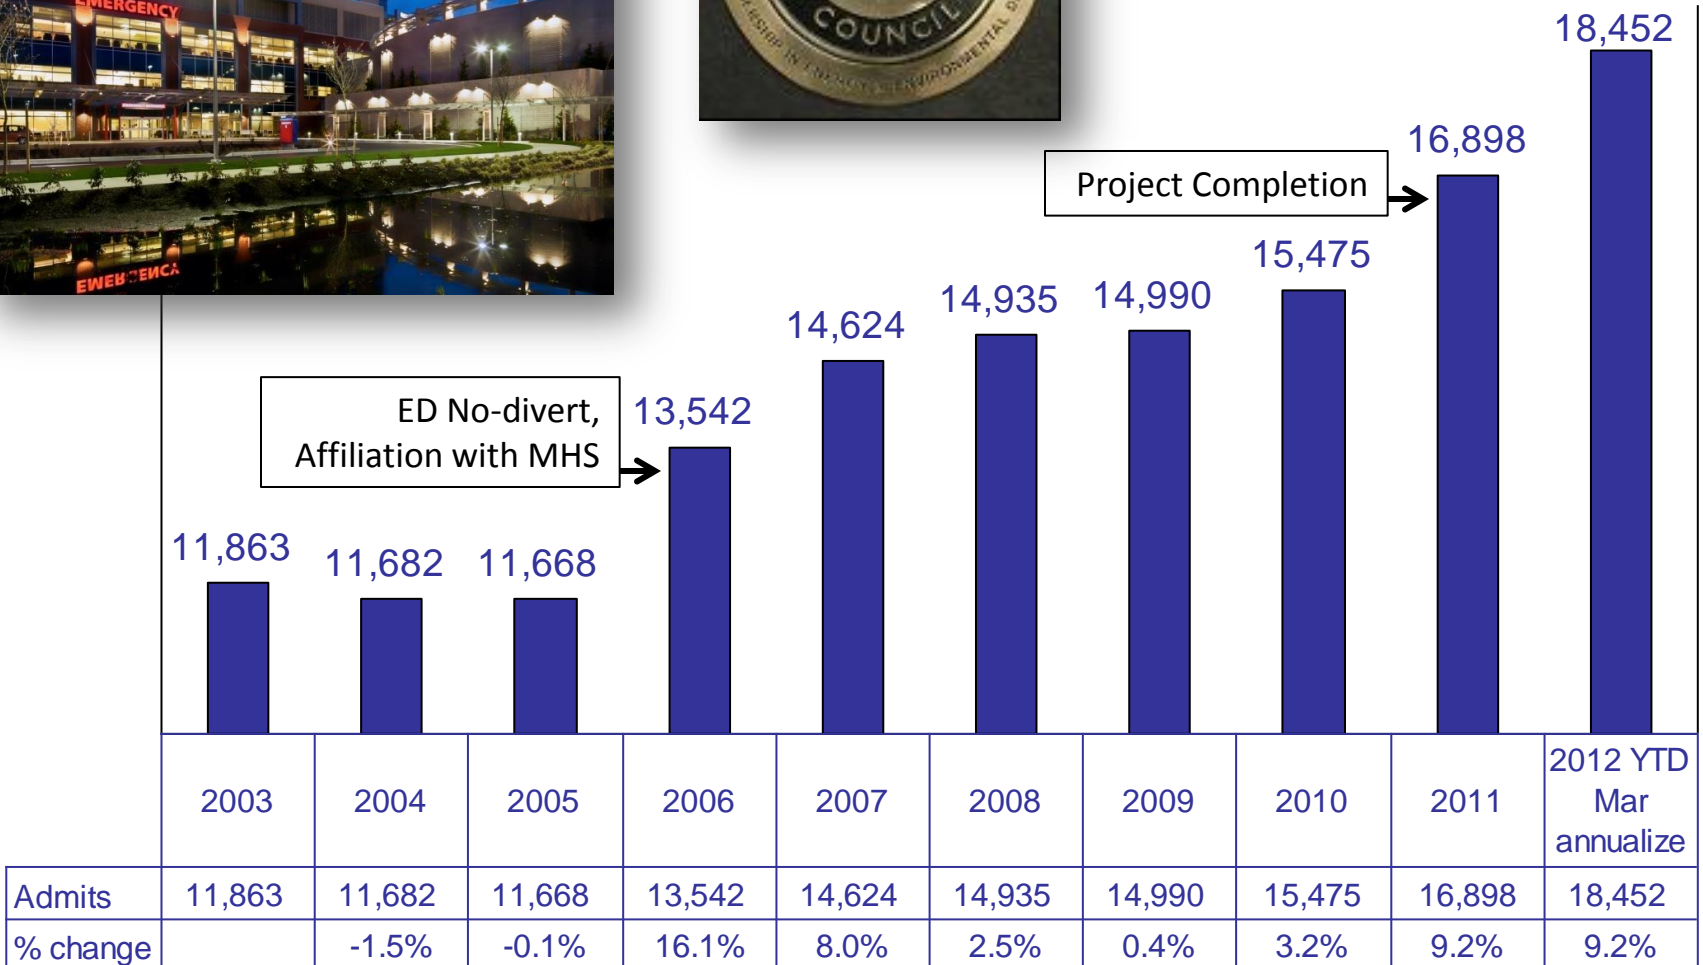 EMERGENCY
COUNCIL
IN ENERGY & ENVIRONMENTAL
18,452
16,898
Project Completion
15,475
14,935
14,990
14,624
ED No-divert,
Affiliation with MHS
13,542
11,863
11,682
11,668
2003
2004
2005
2006
2007
2008
2009
2010
2011
2012 YTD
Mar
annualize
Admits 11,863 11,682 11,668 13,542 14,624 14,935 14,990 15,475 16,898 18,452
% change -1.5% -0.1% 16.1% 8.0% 2.5% 0.4% 3.2% 9.2% 9.2%